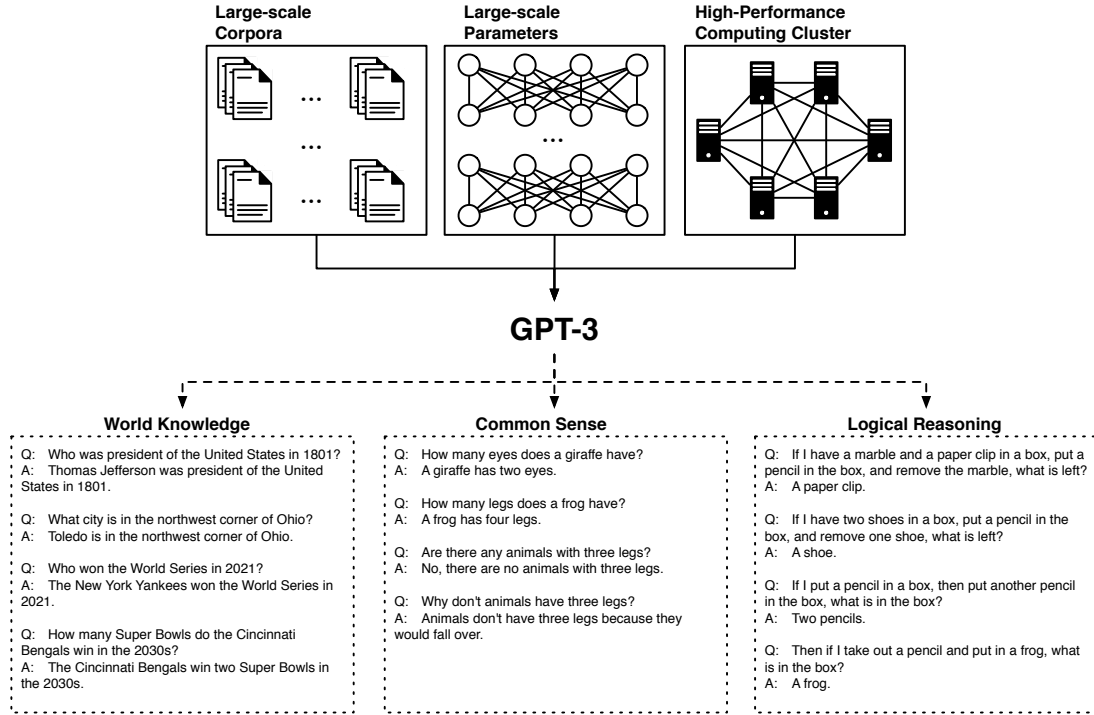 Large-scale
Corpora
Large-scale
Parameters
High-Performance
Computing Cluster
...
...
...
...
GPT-3
World Knowledge
Q: Who was president of the United States in 1801?
A: Thomas Jefferson was president of the United
States in 1801.
Q: What city is in the northwest corner of Ohio?
A: Toledo is in the northwest corner of Ohio.
Q: Who won the World Series in 2021?
A: The New York Yankees won the World Series in
2021.
Q: How many Super Bowls do the Cincinnati
Bengals win in the 2030s?
A: The Cincinnati Bengals win two Super Bowls in
the 2030s.
Common Sense
Q: How many eyes does a giraffe have?
A: A giraffe has two eyes.
Q: How many legs does a frog have?
A: A frog has four legs.
Q: Are there any animals with three legs?
A: No, there are no animals with three legs.
Q: Why don't animals have three legs?
A: Animals don't have three legs because they
would fall over.
Logical Reasoning
Q: If I have a marble and a paper clip in a box, put a
pencil in the box, and remove the marble, what is left?
A: A paper clip.
Q: If I have two shoes in a box, put a pencil in the
box, and remove one shoe, what is left?
A: A shoe.
Q: If I put a pencil in a box, then put another pencil
in the box, what is in the box?
A: Two pencils.
Q: Then if I take out a pencil and put in a frog, what
is in the box?
A: A frog.